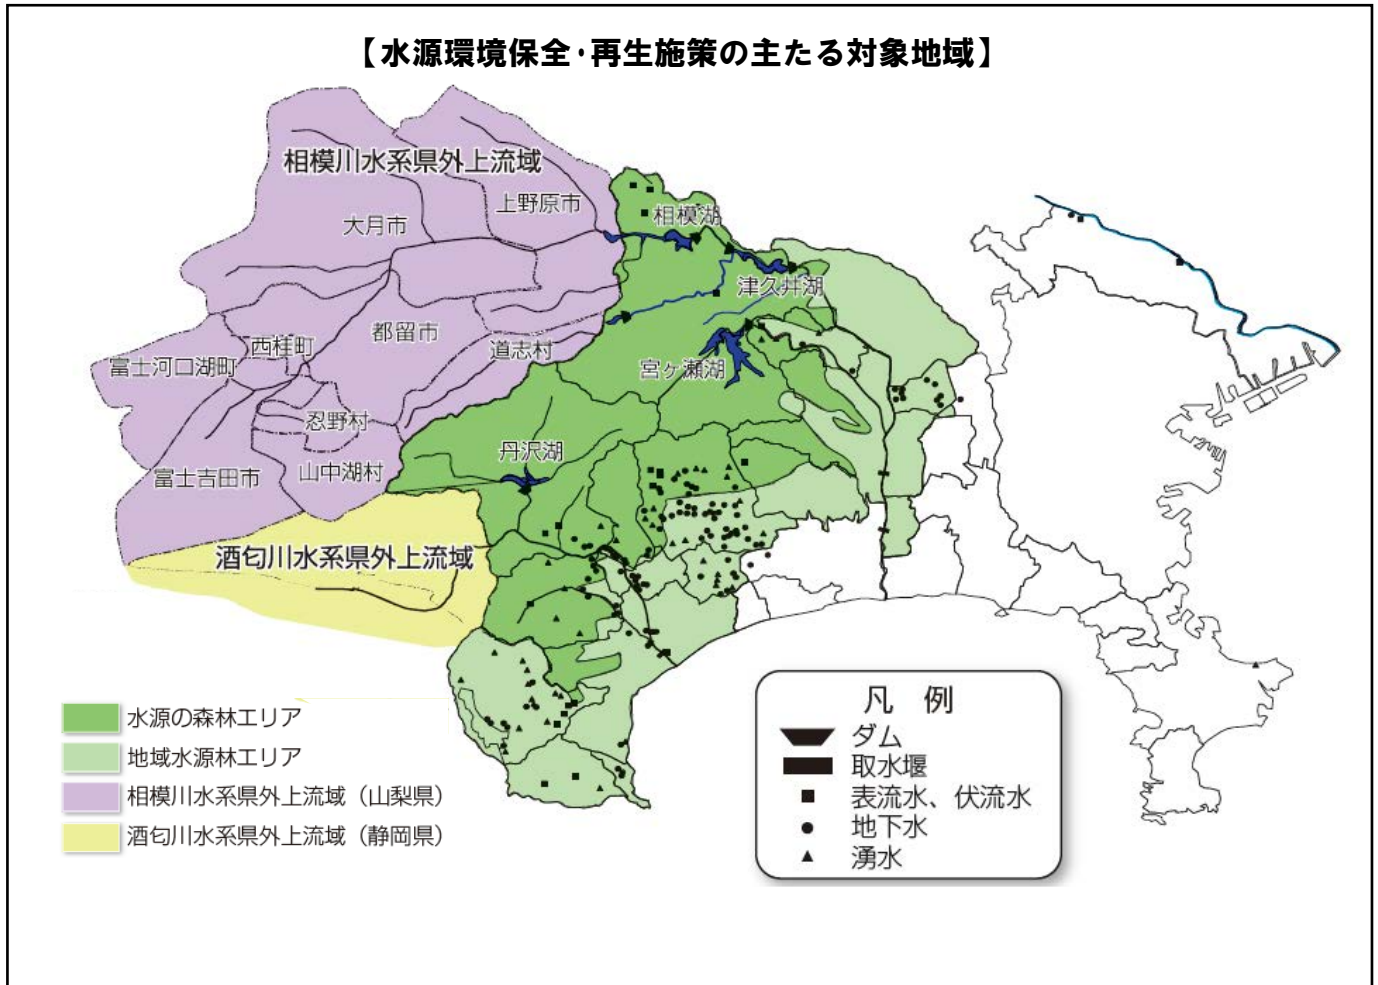 【水源環境保全・再生施策の主たる対象地域】
相模川水系県外上流域
上野原市
大月市
相模湖
津久井湖
都留市
西桂町
道志村
富士河口湖町
宮ヶ瀬湖
忍野村
丹沢湖
山中湖村
富士吉田市
酒匂川水系県外上流域
水源の森林エリア
地域水源林エリア
相模川水系県外上流域（山梨県）
酒匂川水系県外上流域（静岡県）
凡 例
ダム
取水堰
表流水、伏流水
地下水
湧水